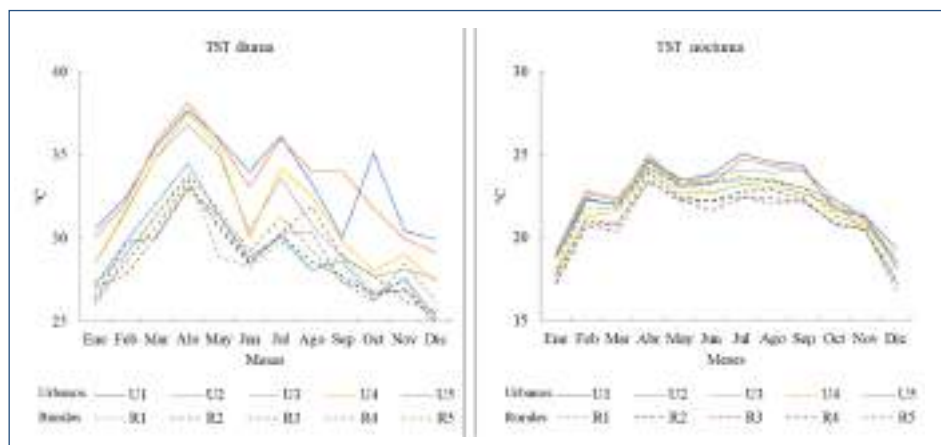 TST diurna
40
35
30
25
°C
Ene Feb Mar Abr May Jun Jul Ago Sep Oct Nov Dic
Meses
Urbanos U1 U2 U3 U4 U5
Rurales R1 R2 R3 R4 R5
TST nocturna
30
25
20
15
°C
Ene Feb Mar Abr May Jun Jul Ago Sep Oct Nov Dic
Meses
Urbanos U1 U2 U3 U4 U5
Rurales R1 R2 R3 R4 R5